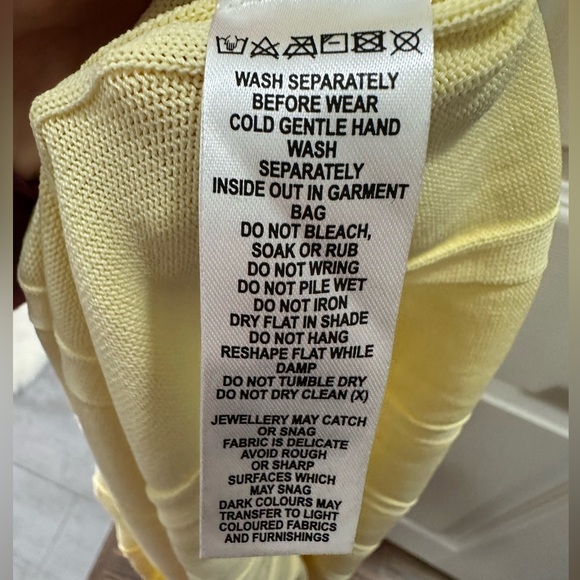 WASH SEPARATELY
BEFORE WEAR
COLD GENTLE HAND
WASH
SEPARATELY
INSIDE OUT IN GARMENT
BAG
DO NOT BLEACH,
SOAK OR RUB
DO NOT WRING
DO NOT PILE WET
DO NOT IRON
DRY FLAT IN SHADE
DO NOT HANG
RESHAPE FLAT WHILE
DAMP
DO NOT TUMBLE DRY
DO NOT DRY CLEAN (X)
JEWELLERY MAY CATCH
OR SNAG
FABRIC IS DELICATE
AVOID ROUGH
OR SHARP
SURFACES WHICH
MAY SNAG
DARK COLOURS MAY
TRANSFER TO LIGHT
COLOURED FABRICS
AND FURNISHINGS